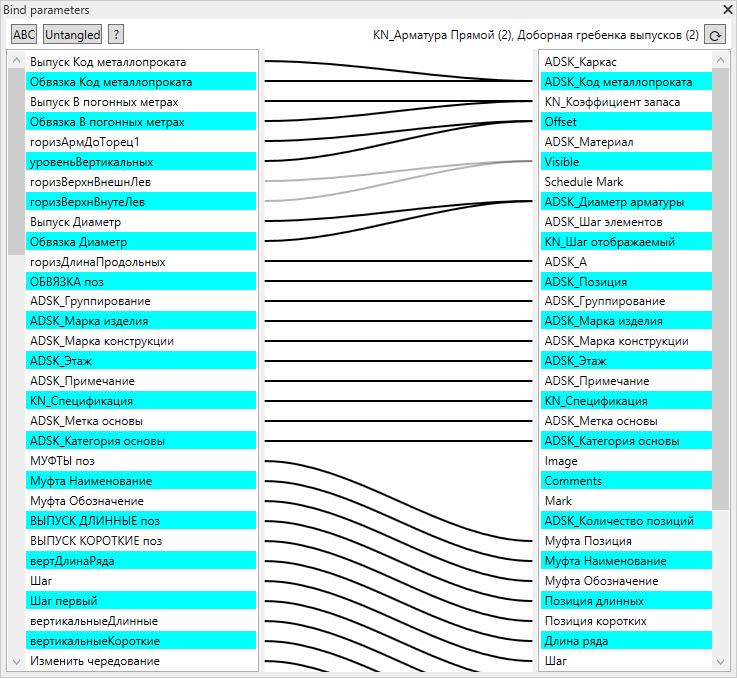 Bind parameters
ABC Untangled ? KN_Арматура Прямой (2), Доборная гребенка выпусков (2)
Выпуск Код металлопроката
Обвязка Код металлопроката
Выпуск В погонных метрах
Обвязка В погонных метрах
горизАрмДоТорец1
уровеньВертикальных
горизВерхнВнешнЛев
горизВерхнВнутеЛев
Выпуск Диаметр
Обвязка Диаметр
горизДлинаПродольных
ОБВЯЗКА поз
ADSK_Группирование
ADSK_Марка изделия
ADSK_Марка конструкции
ADSK_Этаж
ADSK_Примечание
KN_Спецификация
ADSK_Метка основы
ADSK_Категория основы
МУФТЫ поз
Муфта Наименование
Муфта Обозначение
ВЫПУСК ДЛИННЫЕ поз
ВЫПУСК КОРОТКИЕ поз
вертДлинаРяда
Шаг
Шаг первый
вертикальныеДлинные
вертикальныеКороткие
Изменить чередование
ADSK_Каркас
ADSK_Код металлопроката
KN_Коэффициент запаса
Offset
ADSK_Материал
Visible
Schedule Mark
ADSK_Диаметр арматуры
ADSK_Шаг элементов
KN_Шаг отображаемый
ADSK_A
ADSK_Позиция
ADSK_Группирование
ADSK_Марка изделия
ADSK_Марка конструкции
ADSK_Этаж
ADSK_Примечание
KN_Спецификация
ADSK_Метка основы
ADSK_Категория основы
Image
Comments
Mark
ADSK_Количество позиций
Муфта Позиция
Муфта Наименование
Муфта Обозначение
Позиция длинных
Позиция коротких
Длина ряда
Шаг